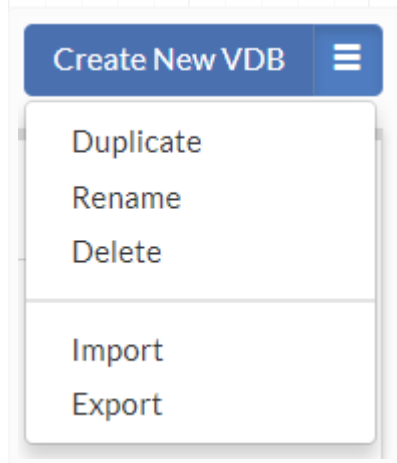 Create New VDB
Duplicate
Rename
Delete
Import
Export